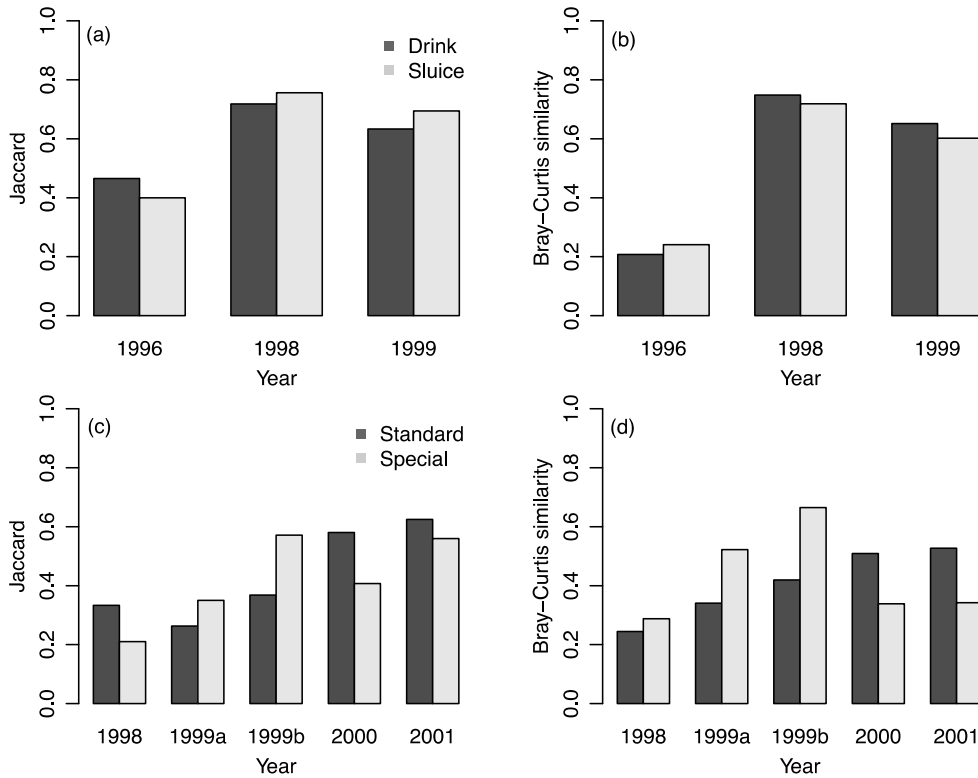 (a)
Drink
Sluice
Jaccard
0.0 0.2 0.4 0.6 0.8 1.0
1996 1998 1999
Year
(b)
Bray−Curtis similarity
0.0 0.2 0.4 0.6 0.8 1.0
1996 1998 1999
Year
(c)
Standard
Special
Jaccard
0.0 0.2 0.4 0.6 0.8 1.0
1998 1999a 1999b 2000 2001
Year
(d)
Bray−Curtis similarity
0.0 0.2 0.4 0.6 0.8 1.0
1998 1999a 1999b 2000 2001
Year